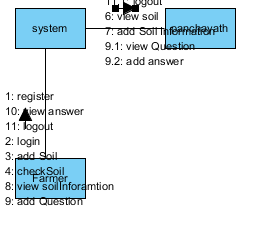 11. : logout
system
6: view soil
panchayath
7: add Soil Information
9.1: view Question
9.2: add answer
1: register
10: view answer
11: logout
2: login
3: add Soil
4: checkSoil
Farmer
8: view soilInforamtion
9: add Question